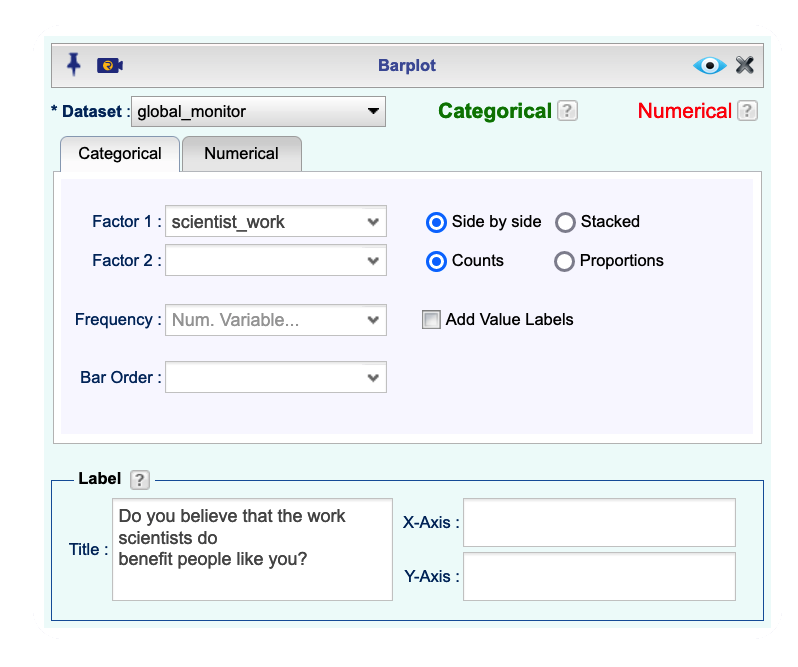 Barplot
* Dataset : global_monitor
Categorical ? Numerical ?
Categorical Numerical
Factor 1 : scientist_work
Side by side Stacked
Factor 2 :
Counts Proportions
Frequency : Num. Variable...
Add Value Labels
Bar Order :
Label ?
Title :
Do you believe that the work
scientists do
benefit people like you?
X-Axis :
Y-Axis :